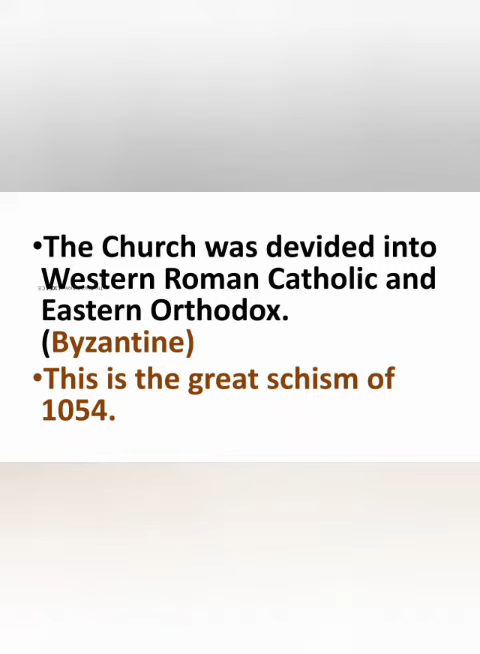 •The Church was devided into
Western Roman Catholic and
Eastern Orthodox.
(Byzantine)
•This is the great schism of
1054.